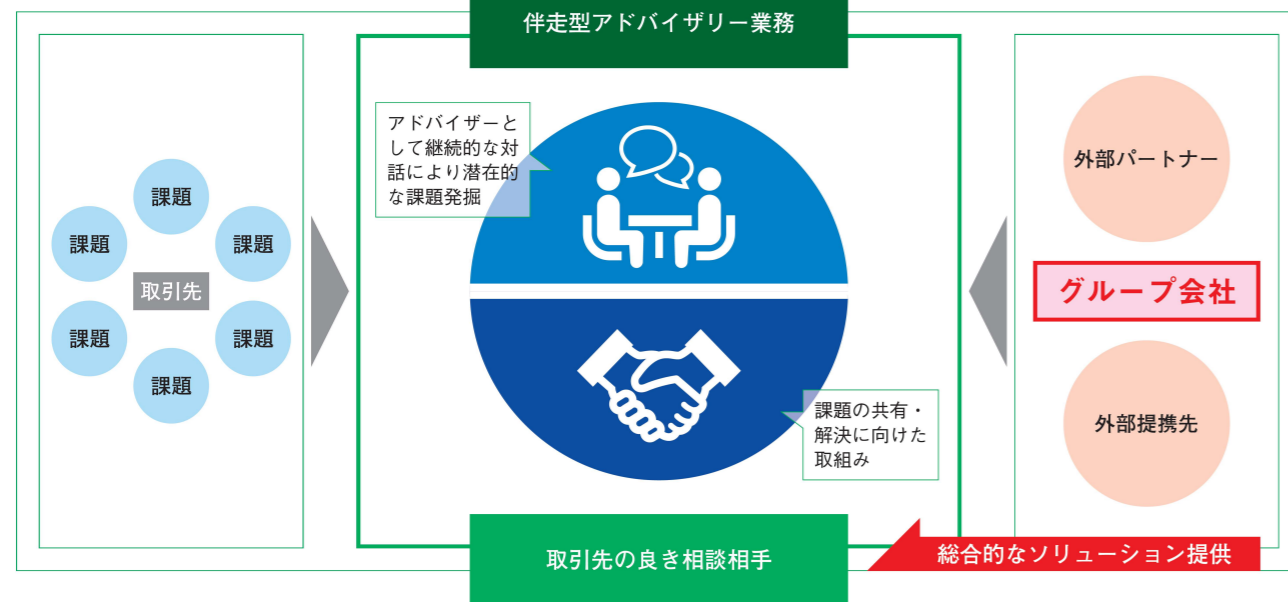 伴走型アドバイザリー業務
課題
課題
課題
取引先
課題
課題
課題
アドバイザーと
して継続的な対
話により潜在的
な課題発掘
課題の共有・
解決に向けた
取組み
外部パートナー
グループ会社
外部提携先
取引先の良き相談相手
総合的なソリューション提供